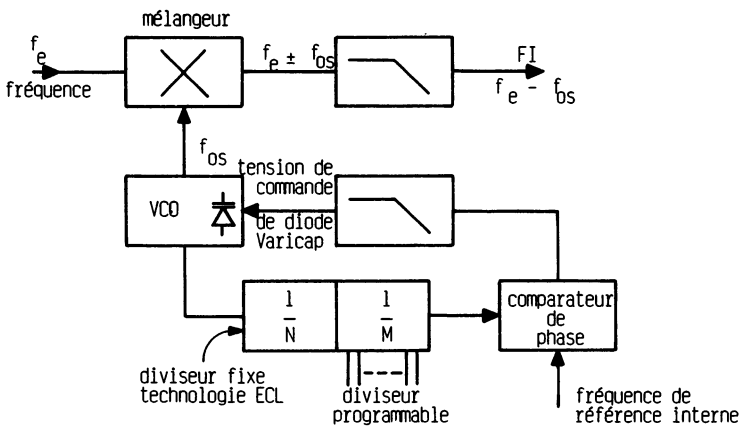 mélangeur
f_e
fréquence
f_e ± f_os
FI
f_e - f_os
f_os
tension de
commande
de diode
Varicap
VCO
1
N
1
M
comparateur
de
phase
diviseur fixe
technologie ECL
diviseur
programmable
fréquence de
référence interne